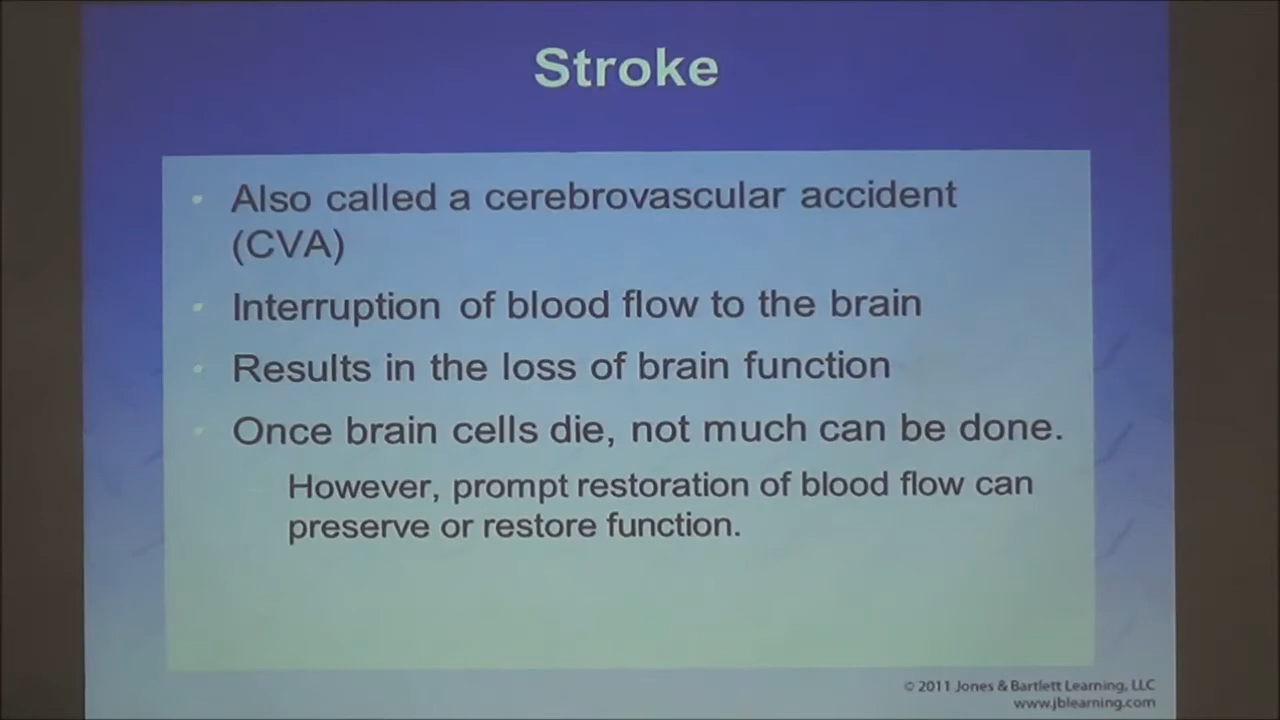 Stroke
• Also called a cerebrovascular accident
(CVA)
• Interruption of blood flow to the brain
• Results in the loss of brain function
• Once brain cells die, not much can be done.
However, prompt restoration of blood flow can
preserve or restore function.
© 2011 Jones & Bartlett Learning, LLC
www.jblearning.com